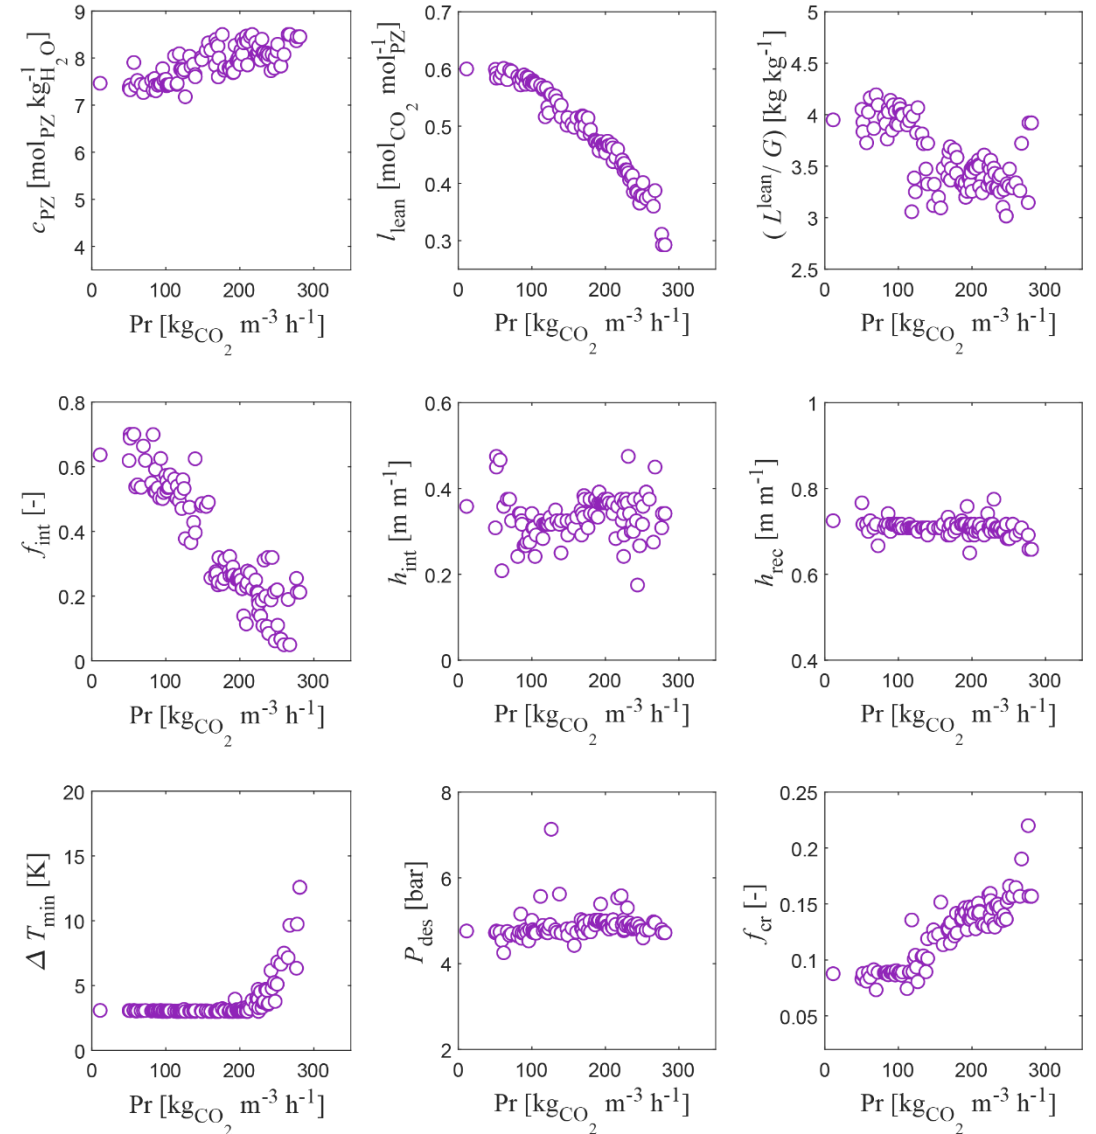 9
8
7
6
5
4
0 100 200 300
c_PZ [mol_PZ kg^-1_H2O]
Pr [kg_CO2 m^-3 h^-1]
0.7
0.6
0.5
0.4
0.3
0 100 200 300
l_lean [mol_CO2 mol^-1_PZ]
Pr [kg_CO2 m^-3 h^-1]
5
4.5
4
3.5
3
2.5
0 100 200 300
( L^lean / G) [kg kg^-1]
Pr [kg_CO2 m^-3 h^-1]
0.8
0.6
0.4
0.2
0
0 100 200 300
f_int [-]
Pr [kg_CO2 m^-3 h^-1]
0.6
0.4
0.2
0
0 100 200 300
h_int [m m^-1]
Pr [kg_CO2 m^-3 h^-1]
1
0.8
0.6
0.4
0 100 200 300
h_rec [m m^-1]
Pr [kg_CO2 m^-3 h^-1]
20
15
10
5
0
0 100 200 300
Δ T_min [K]
Pr [kg_CO2 m^-3 h^-1]
8
6
4
2
0 100 200 300
P_des [bar]
Pr [kg_CO2 m^-3 h^-1]
0.25
0.2
0.15
0.1
0.05
0 100 200 300
f_cr [-]
Pr [kg_CO2 m^-3 h^-1]